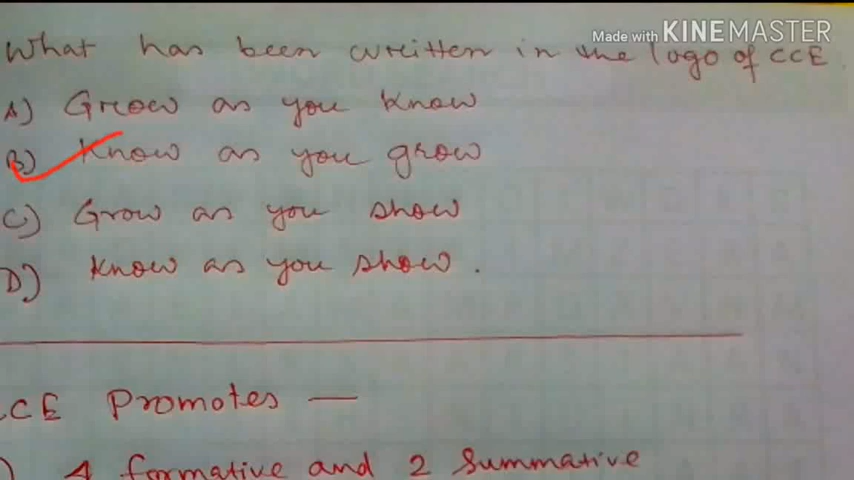 Made with KINEMASTER
What has been written in the logo of CCE
A) Grow as you know
B) Know as you grow
C) Grow as you show
D) Know as you show.
CCE Promotes —
) 4 formative and 2 Summative